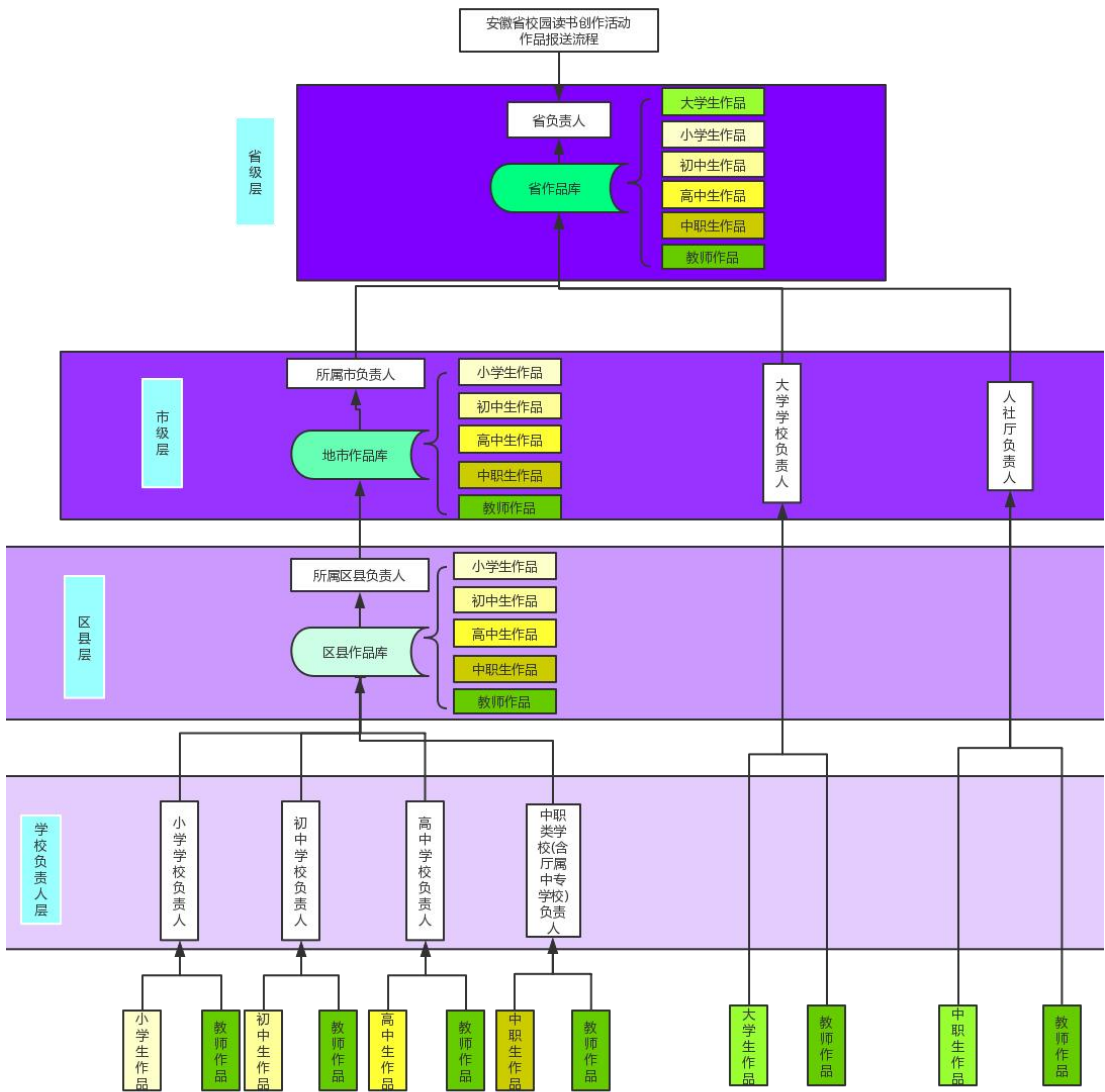 安徽省校园读书创作活动
作品报送流程
省级层
省负责人
省作品库
大学生作品
小学生作品
初中生作品
高中生作品
中职生作品
教师作品
市级层
所属市负责人
地市作品库
小学生作品
初中生作品
高中生作品
中职生作品
教师作品
大学学校负责人
人社厅负责人
区县层
所属区县负责人
区县作品库
小学生作品
初中生作品
高中生作品
中职生作品
教师作品
学校负责人层
小学学校负责人
初中学校负责人
高中学校负责人
中职
类学
校(含
厅属
中专
学校)
负责
人
小学生作品
教师作品
初中生作品
教师作品
高中生作品
教师作品
中职生作品
教师作品
大学生作品
教师作品
中职生作品
教师作品